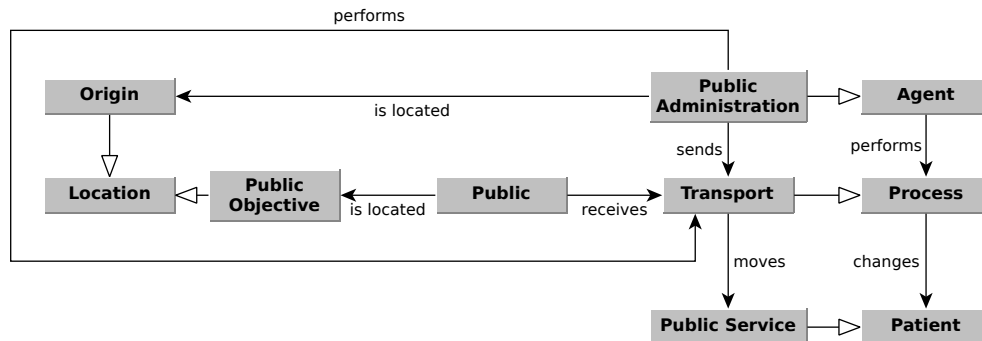 performs
Origin
Public
Administration
Agent
is located
sends
performs
Location
Public
Objective
is located
Public
receives
Transport
Process
moves
changes
Public Service
Patient